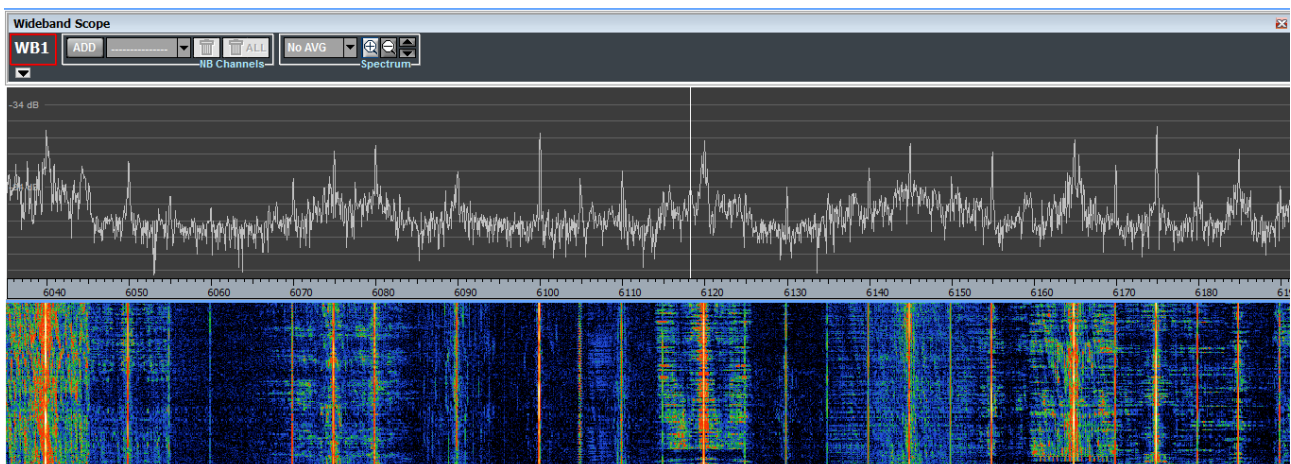 Wideband Scope
WB1 ADD ---------------- ALL No AVG
NB Channels Spectrum
-34 dB
6040 6050 6060 6070 6080 6090 6100 6110 6120 6130 6140 6150 6160 6170 6180